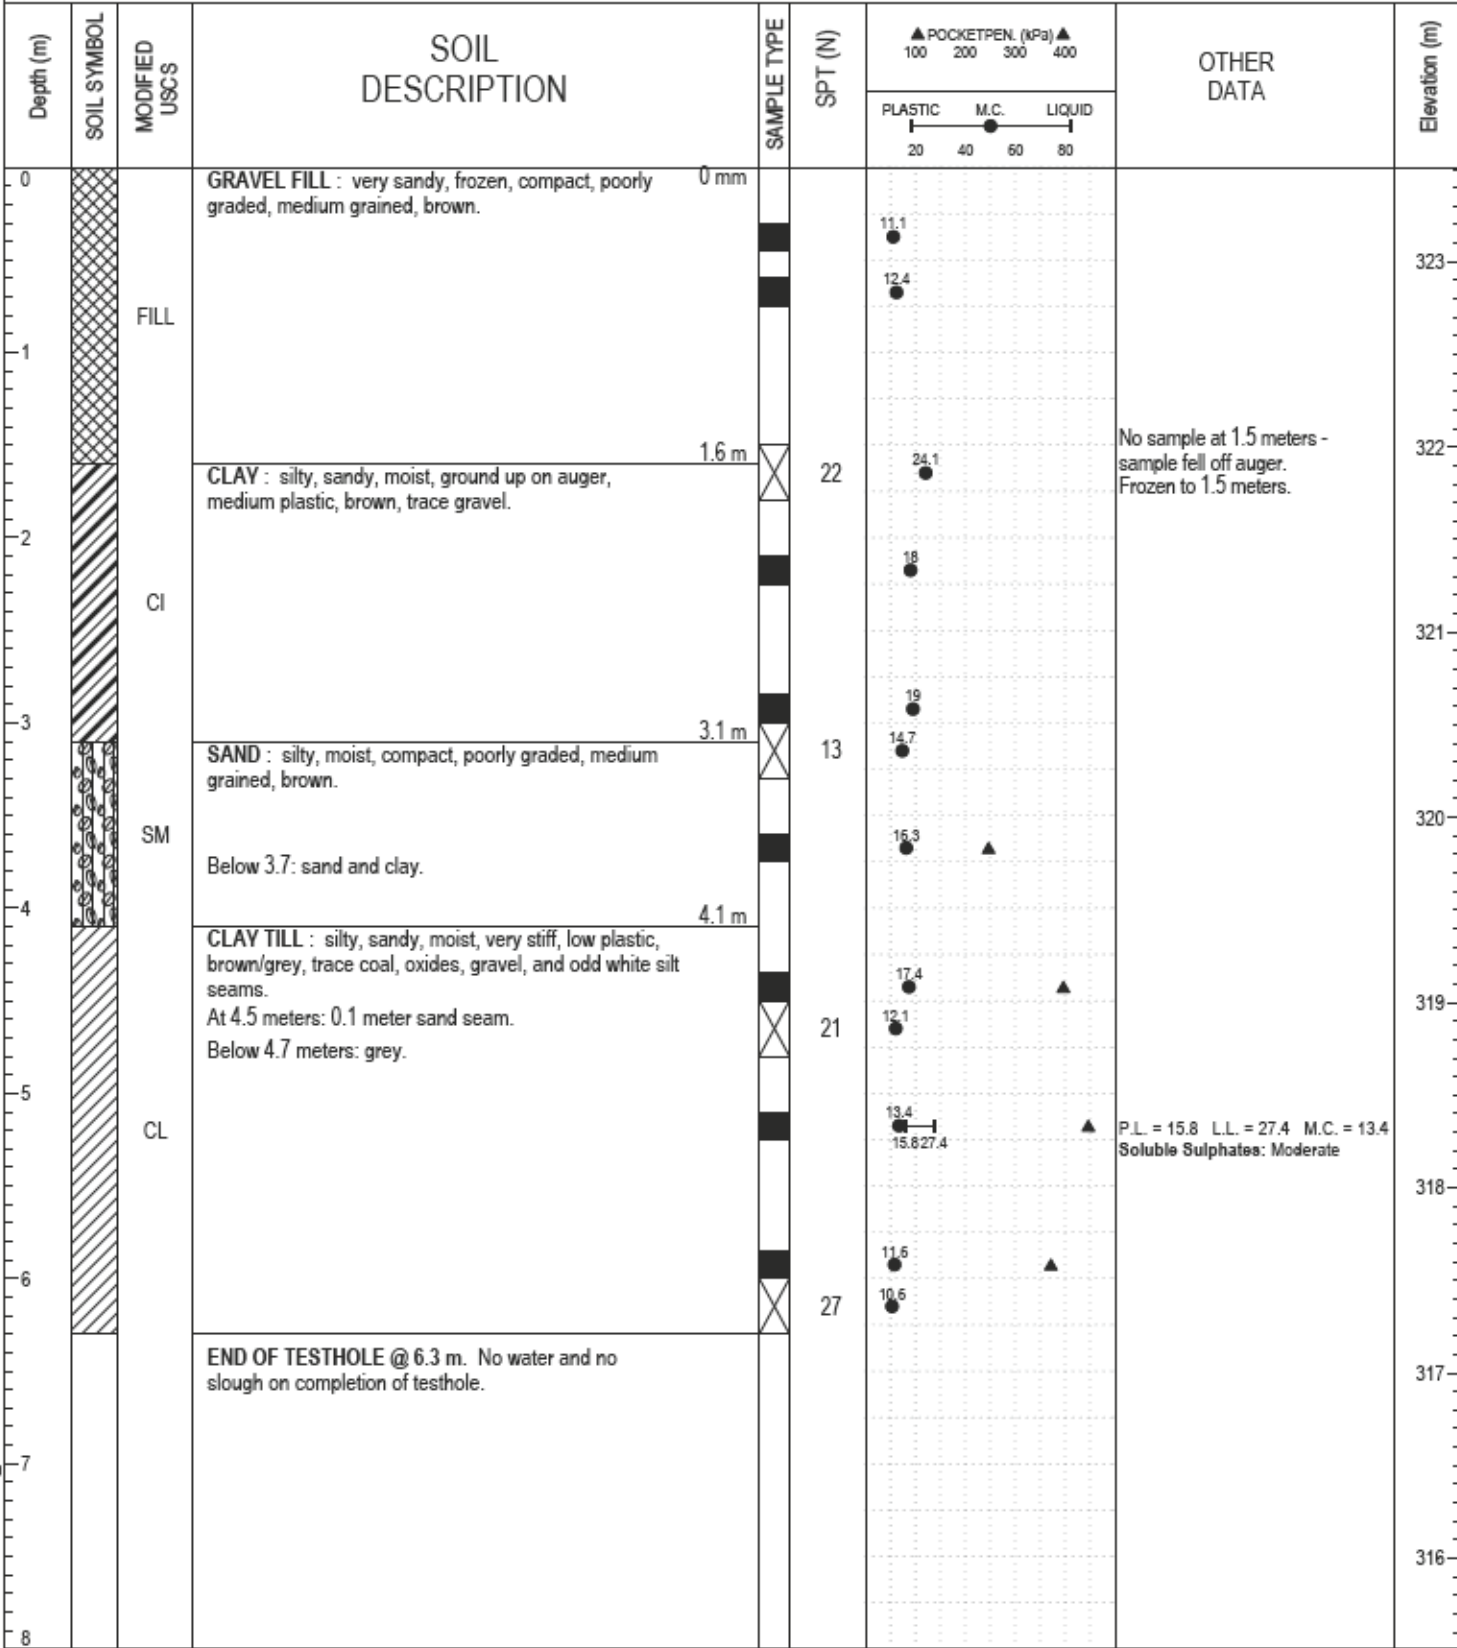 Depth (m)
SOIL SYMBOL
MODIFIED
USCS
SOIL
DESCRIPTION
SAMPLE TYPE
SPT (N)
▲ POCKETPEN. (kPa) ▲
100 200 300 400
PLASTIC M.C. LIQUID
20 40 60 80
OTHER
DATA
Elevation (m)
0
GRAVEL FILL : very sandy, frozen, compact, poorly
graded, medium grained, brown.
0 mm
11.1
323
12.4
FILL
1
1.6 m
No sample at 1.5 meters -
sample fell off auger.
Frozen to 1.5 meters.
322
CLAY : silty, sandy, moist, ground up on auger,
medium plastic, brown, trace gravel.
22
24.1
2
18
CI
321
19
3
3.1 m
13
14.7
SAND : silty, moist, compact, poorly graded, medium
grained, brown.
320
SM
16.3
Below 3.7: sand and clay.
4
4.1 m
CLAY TILL : silty, sandy, moist, very stiff, low plastic,
brown/grey, trace coal, oxides, gravel, and odd white silt
seams.
17.4
319
At 4.5 meters: 0.1 meter sand seam.
21
12.1
Below 4.7 meters: grey.
5
13.4
CL
15.8 27.4
P.L. = 15.8 L.L. = 27.4 M.C. = 13.4
Soluble Sulphates: Moderate
318
11.6
6
27
10.6
END OF TESTHOLE @ 6.3 m. No water and no
slough on completion of testhole.
317
7
316
8